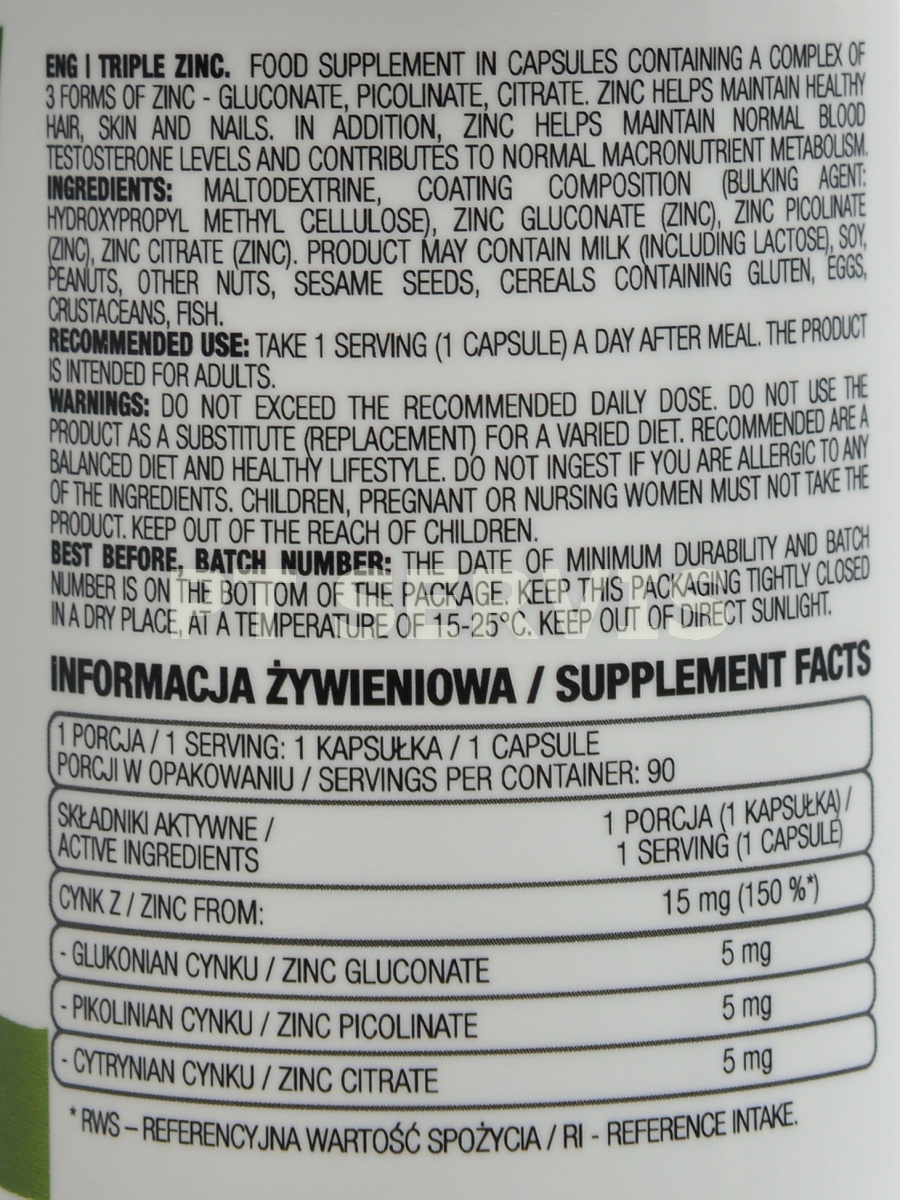 ENG | TRIPLE ZINC. FOOD SUPPLEMENT IN CAPSULES CONTAINING A COMPLEX OF
3 FORMS OF ZINC - GLUCONATE, PICOLINATE, CITRATE. ZINC HELPS MAINTAIN HEALTHY
HAIR, SKIN AND NAILS. IN ADDITION, ZINC HELPS MAINTAIN NORMAL BLOOD
TESTOSTERONE LEVELS AND CONTRIBUTES TO NORMAL MACRONUTRIENT METABOLISM.
INGREDIENTS: MALTODEXTRINE, COATING COMPOSITION (BULKING AGENT:
HYDROXYPROPYL METHYL CELLULOSE), ZINC GLUCONATE (ZINC), ZINC PICOLINATE
(ZINC), ZINC CITRATE (ZINC). PRODUCT MAY CONTAIN MILK (INCLUDING LACTOSE), SOY,
PEANUTS, OTHER NUTS, SESAME SEEDS, CEREALS CONTAINING GLUTEN, EGGS,
CRUSTACEANS, FISH.
RECOMMENDED USE: TAKE 1 SERVING (1 CAPSULE) A DAY AFTER MEAL. THE PRODUCT
IS INTENDED FOR ADULTS.
WARNINGS: DO NOT EXCEED THE RECOMMENDED DAILY DOSE. DO NOT USE THE
PRODUCT AS A SUBSTITUTE (REPLACEMENT) FOR A VARIED DIET. RECOMMENDED ARE A
BALANCED DIET AND HEALTHY LIFESTYLE. DO NOT INGEST IF YOU ARE ALLERGIC TO ANY
OF THE INGREDIENTS. CHILDREN, PREGNANT OR NURSING WOMEN MUST NOT TAKE THE
PRODUCT. KEEP OUT OF THE REACH OF CHILDREN.
BEST BEFORE, BATCH NUMBER: THE DATE OF MINIMUM DURABILITY AND BATCH
NUMBER IS ON THE BOTTOM OF THE PACKAGE. KEEP THIS PACKAGING TIGHTLY CLOSED
IN A DRY PLACE, AT A TEMPERATURE OF 15-25°C. KEEP OUT OF DIRECT SUNLIGHT.
PT SERVIS
INFORMACJA ŻYWIENIOWA / SUPPLEMENT FACTS
1 PORCJA / 1 SERVING: 1 KAPSUŁKA / 1 CAPSULE
PORCJI W OPAKOWANIU / SERVINGS PER CONTAINER: 90
SKŁADNIKI AKTYWNE / 1 PORCJA (1 KAPSUŁKA) /
ACTIVE INGREDIENTS 1 SERVING (1 CAPSULE)
CYNK Z / ZINC FROM: 15 mg (150 %*)
- GLUKONIAN CYNKU / ZINC GLUCONATE 5 mg
- PIKOLINIAN CYNKU / ZINC PICOLINATE 5 mg
- CYTRYNIAN CYNKU / ZINC CITRATE 5 mg
* RWS – REFERENCYJNA WARTOŚĆ SPOŻYCIA / RI - REFERENCE INTAKE.